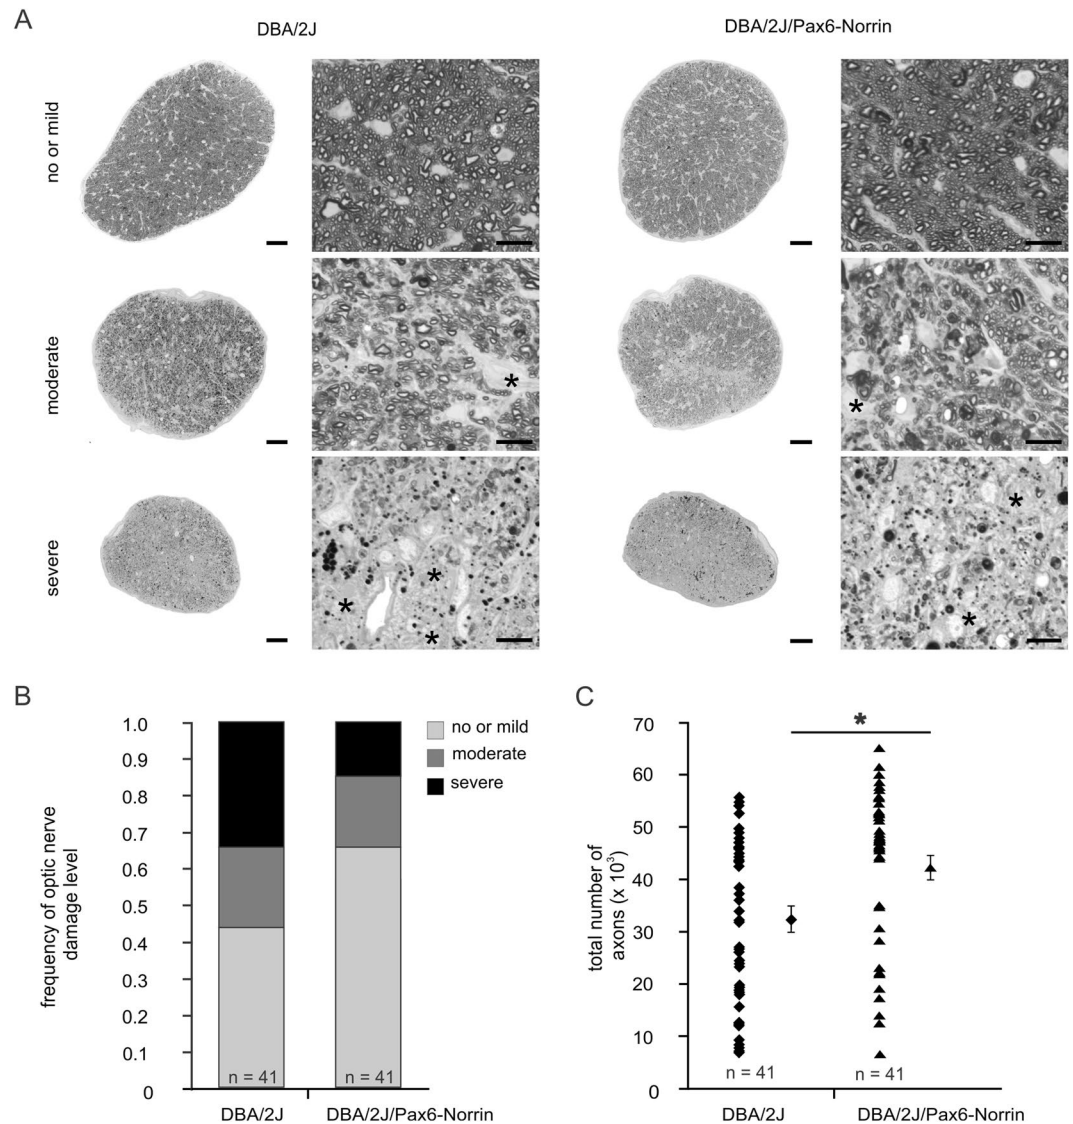 A
DBA/2J
DBA/2J/Pax6-Norrin
no or mild
*
moderate
*
*
severe
*
*
*
*
*
B
frequency of optic nerve
damage level
1.0
0.9
0.8
0.7
0.6
0.5
0.4
0.3
0.2
0.1
0
n = 41
n = 41
DBA/2J
DBA/2J/Pax6-Norrin
no or mild
moderate
severe
C
total number of
axons (x 10³)
70
60
50
40
30
20
10
0
*
n = 41
n = 41
DBA/2J
DBA/2J/Pax6-Norrin